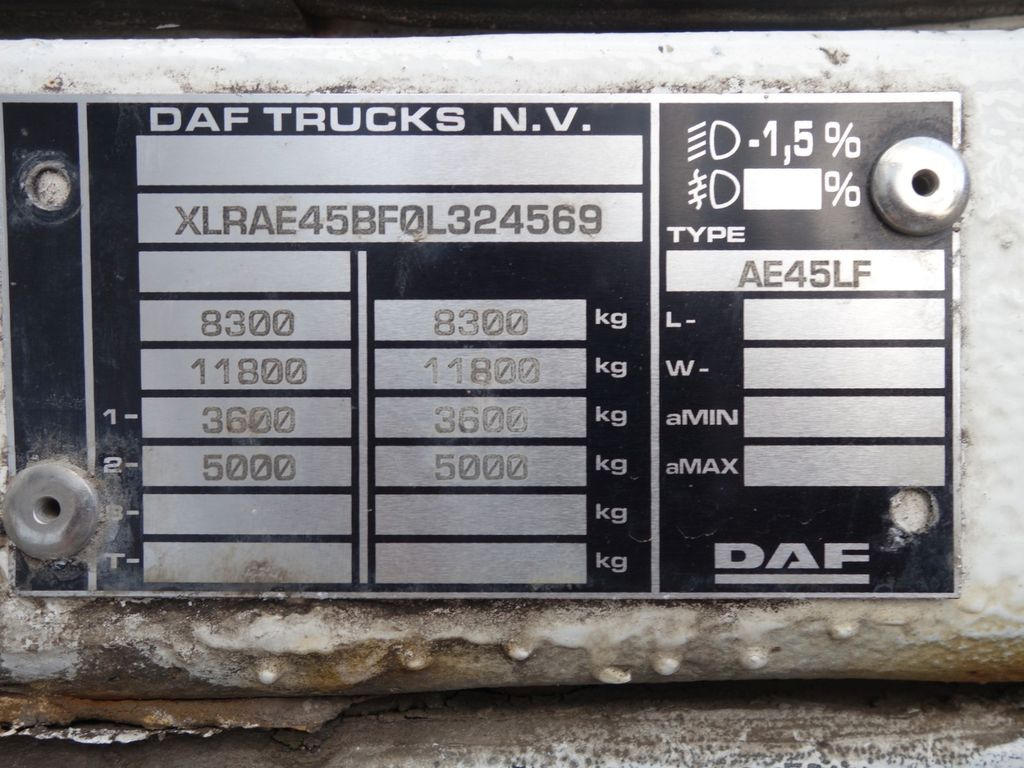 DAF TRUCKS N.V.
XLRAE45BF0L324569
8300 8300 kg
11800 11800 kg
1- 3600 3600 kg
2- 5000 5000 kg
3- kg
T- kg
-1,5 %
%
TYPE
AE45LF
L-
W-
aMIN
aMAX
DAF